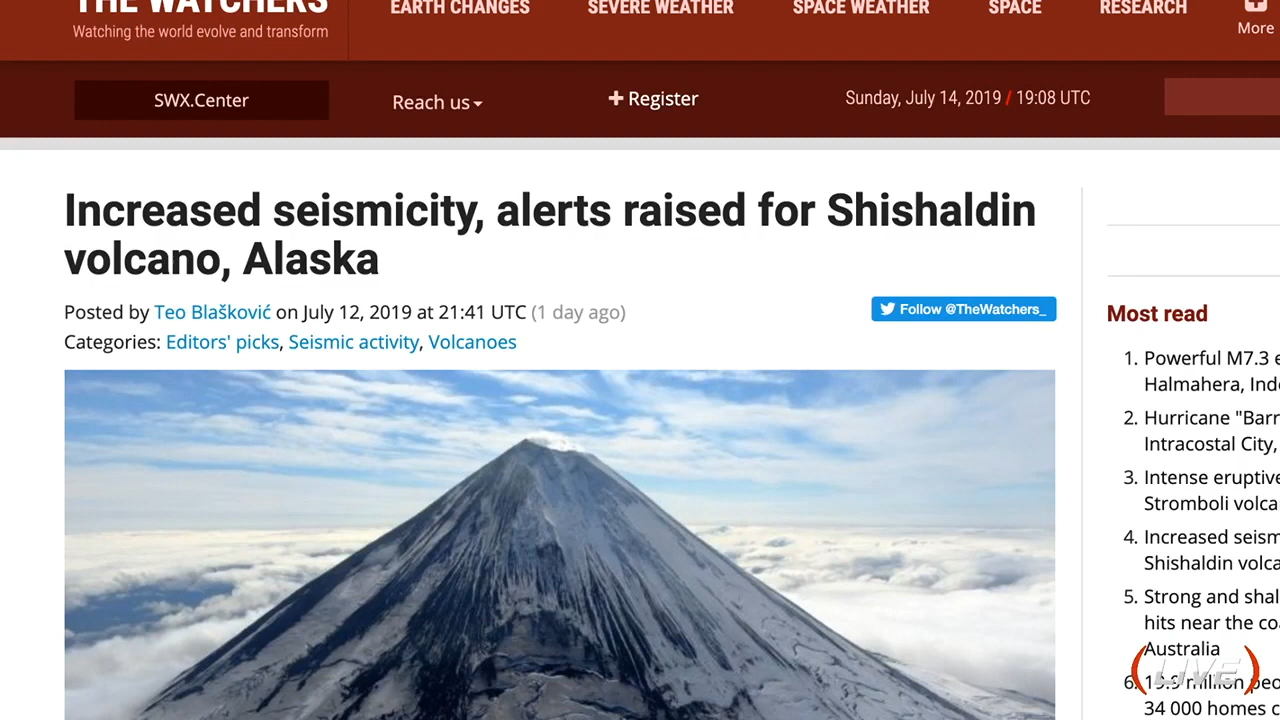 THE WATCHERS
Watching the world evolve and transform
EARTH CHANGES
SEVERE WEATHER
SPACE WEATHER
SPACE
RESEARCH
More
SWX.Center
Reach us
Register
Sunday, July 14, 2019 / 19:08 UTC
Increased seismicity, alerts raised for Shishaldin
volcano, Alaska
Posted by Teo Blašković on July 12, 2019 at 21:41 UTC (1 day ago)
Follow @TheWatchers_
Categories: Editors' picks, Seismic activity, Volcanoes
Most read
1. Powerful M7.3 e
Halmahera, Ind
2. Hurricane "Barr
Intracostal City,
3. Intense eruptive
Stromboli volca
4. Increased seism
Shishaldin volca
5. Strong and shal
hits near the co
Australia
6. 19.9 million peo
34 000 homes c
LIVE